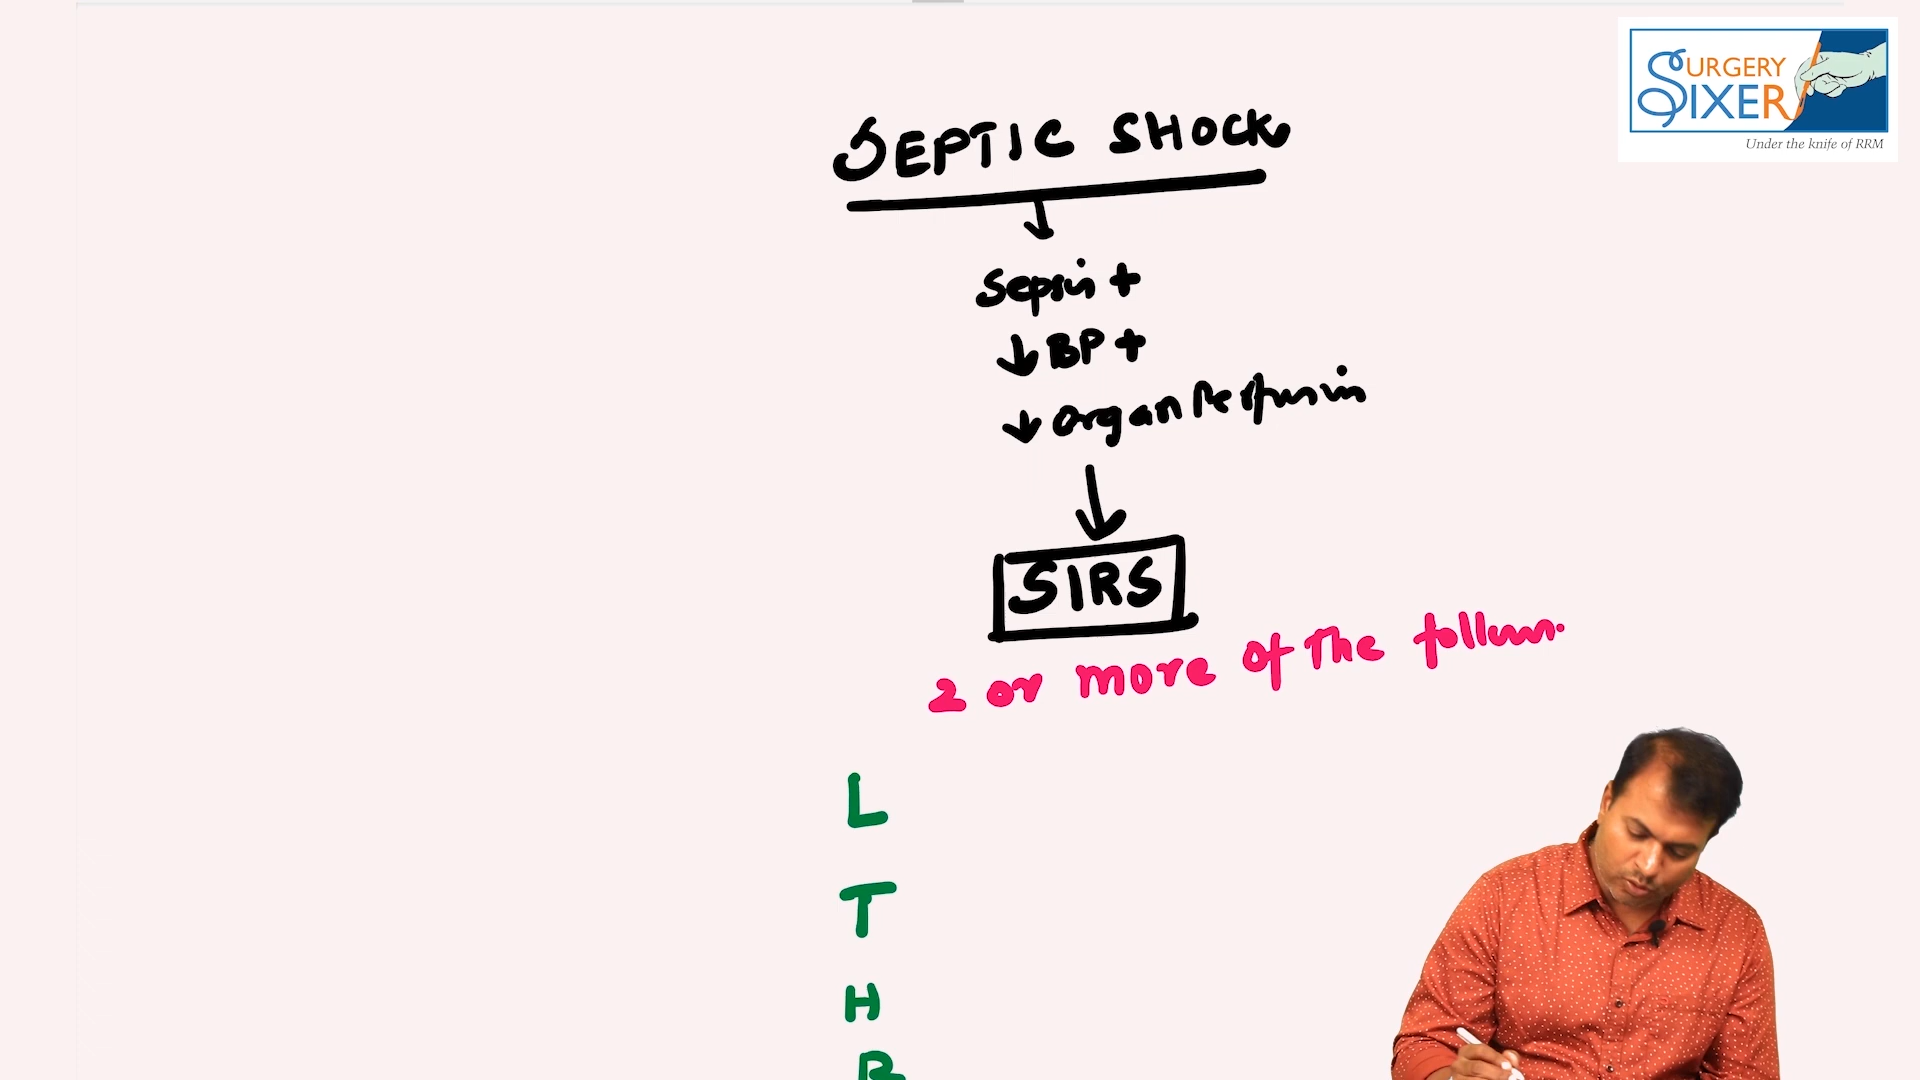 SURGERY
SIXER
Under the knife of RRM
SEPTIC SHOCK
↓
Sepsis +
↓ BP +
↓ Organ Perfusion
↓
SIRS
2 or more of the
L
T
H
R